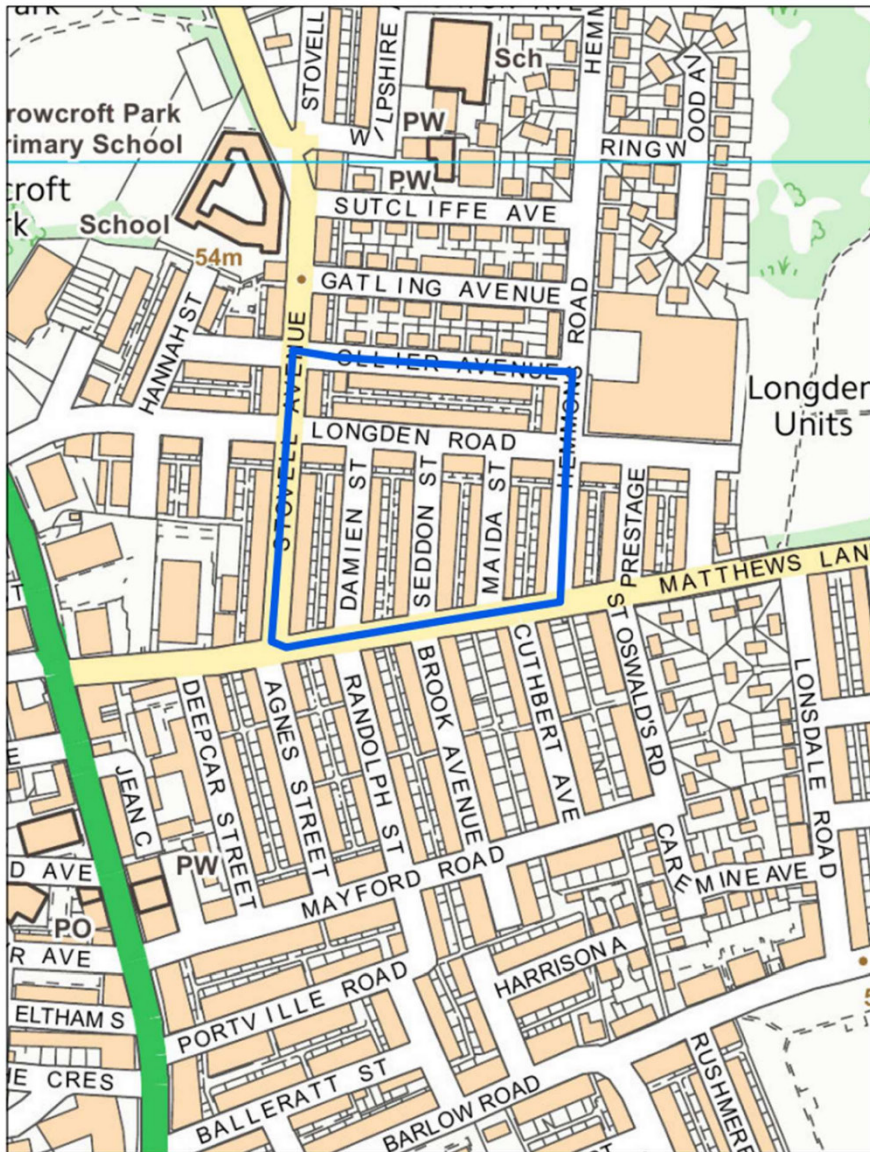 ark
STOVELL
LPSHIRE
AVE
HEMM
Sch
OOD AV
rowcroft Park
rimary School
PW
W
RINGW
croft
rk
PW
School
SUTCLIFFE AVE
54m
GATLING AVENUE
HANNAH ST
STOVELL AVENUE
HEMMONS ROAD
OLLIER AVENUE
Longden
Units
LONGDEN ROAD
DAMIEN ST
SEDDON ST
MAIDA ST
PRESTAGE
S
MATTHEWS LAN
T
DEEPCAR STREET
AGNES STREET
RANDOLPH ST
BROOK AVENUE
CUTHBERT AVE
ST OSWALD'S RD
LONSDALE ROAD
E
JEAN C
PW
MAYFORD ROAD
CARE
MINE AVE
D AVE
PO
R AVE
HARRISON A
PORTVILLE ROAD
ELTHAM S
HE CRES
BALLERATT ST
BARLOW ROAD
RUSHMERE
ST
5